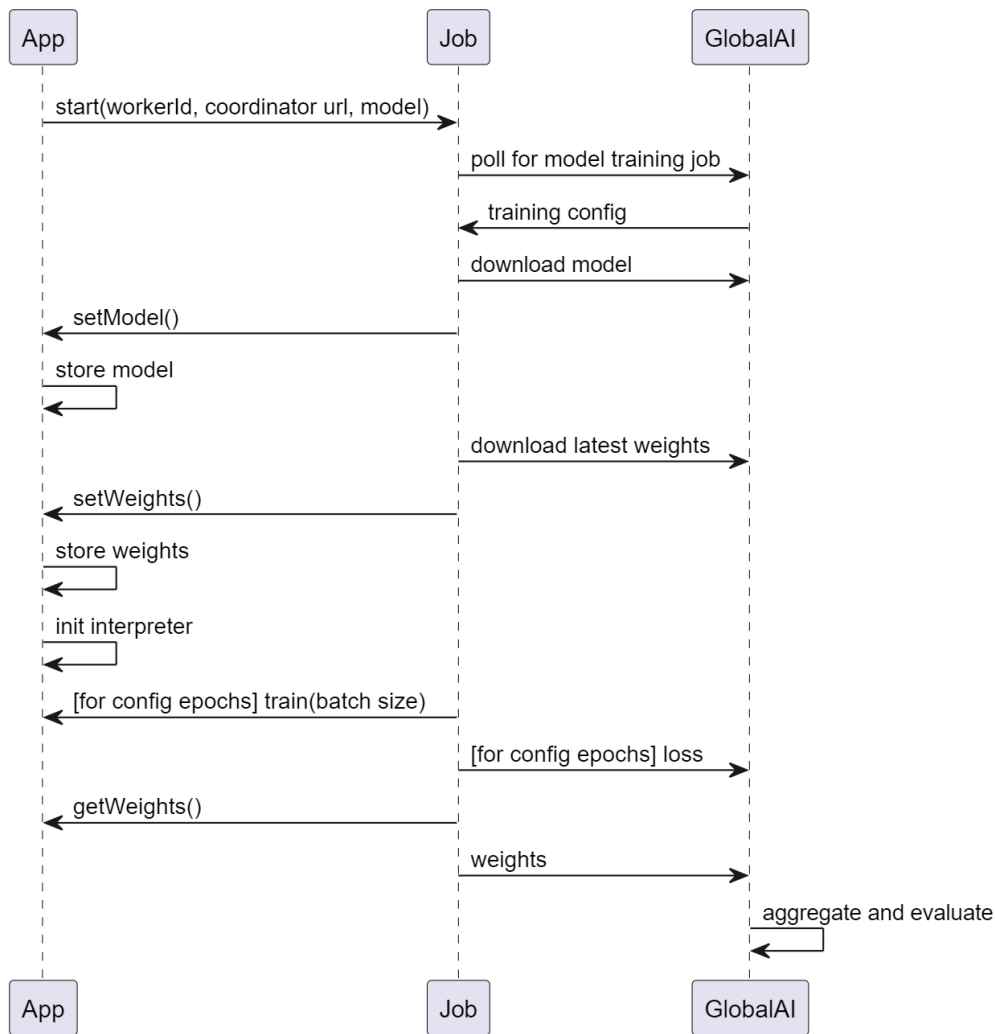 App
Job
GlobalAI
start(workerId, coordinator url, model)
poll for model training job
training config
download model
setModel()
store model
download latest weights
setWeights()
store weights
init interpreter
[for config epochs] train(batch size)
[for config epochs] loss
getWeights()
weights
aggregate and evaluate
App
Job
GlobalAI